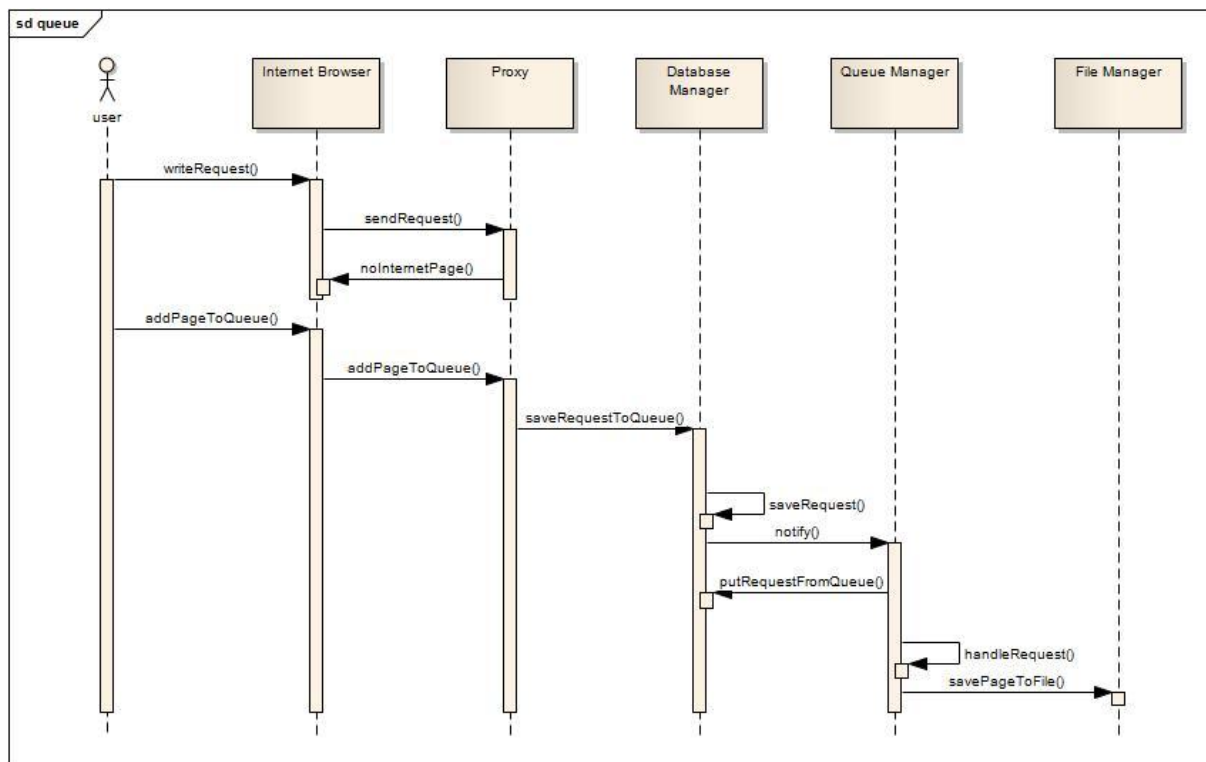 sd queue
user
Internet Browser
Proxy
Database
Manager
Queue Manager
File Manager
writeRequest()
sendRequest()
noInternetPage()
addPageToQueue()
addPageToQueue()
saveRequestToQueue()
saveRequest()
notify()
putRequestFromQueue()
handleRequest()
savePageToFile()